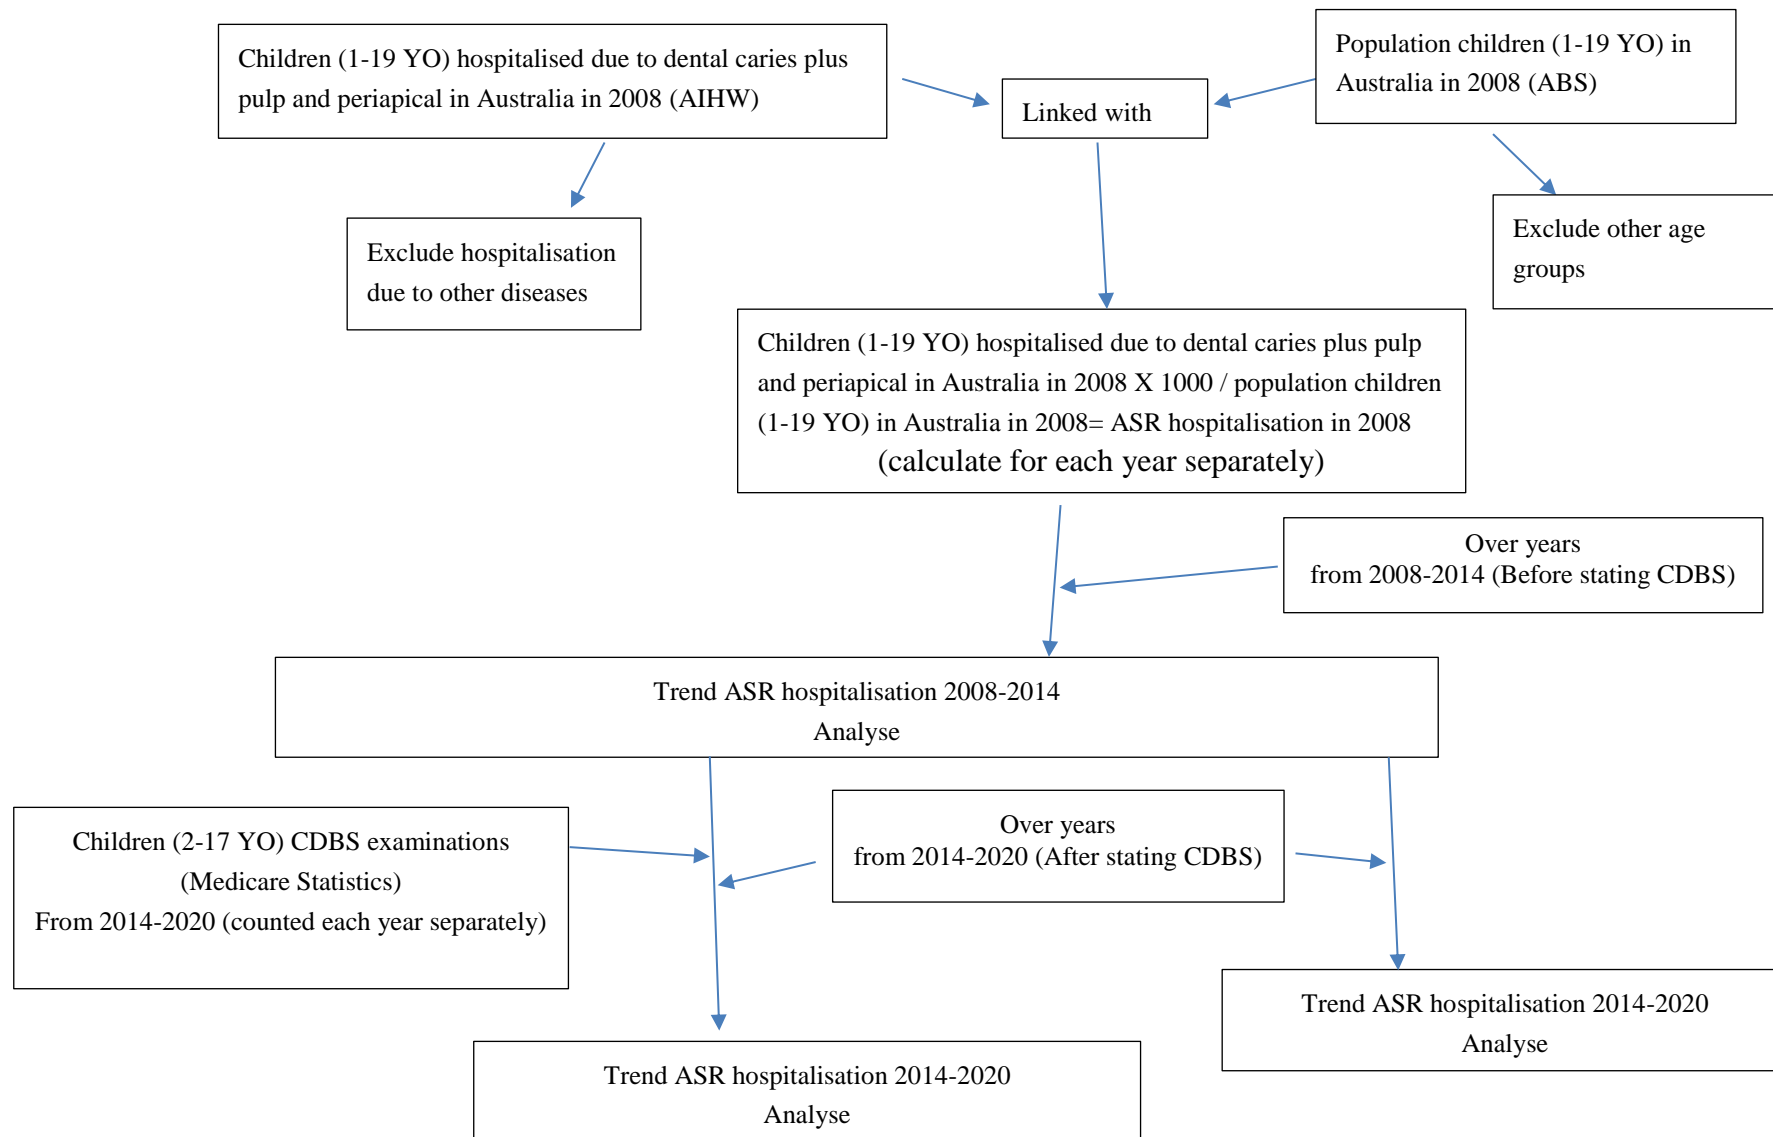 Children (1-19 YO) hospitalised due to dental caries plus
pulp and periapical in Australia in 2008 (AIHW)
Population children (1-19 YO) in
Australia in 2008 (ABS)
Linked with
Exclude hospitalisation
due to other diseases
Exclude other age
groups
Children (1-19 YO) hospitalised due to dental caries plus pulp
and periapical in Australia in 2008 X 1000 / population children
(1-19 YO) in Australia in 2008= ASR hospitalisation in 2008
(calculate for each year separately)
Over years
from 2008-2014 (Before stating CDBS)
Trend ASR hospitalisation 2008-2014
Analyse
Children (2-17 YO) CDBS examinations
(Medicare Statistics)
From 2014-2020 (counted each year separately)
Over years
from 2014-2020 (After stating CDBS)
Trend ASR hospitalisation 2014-2020
Analyse
Trend ASR hospitalisation 2014-2020
Analyse